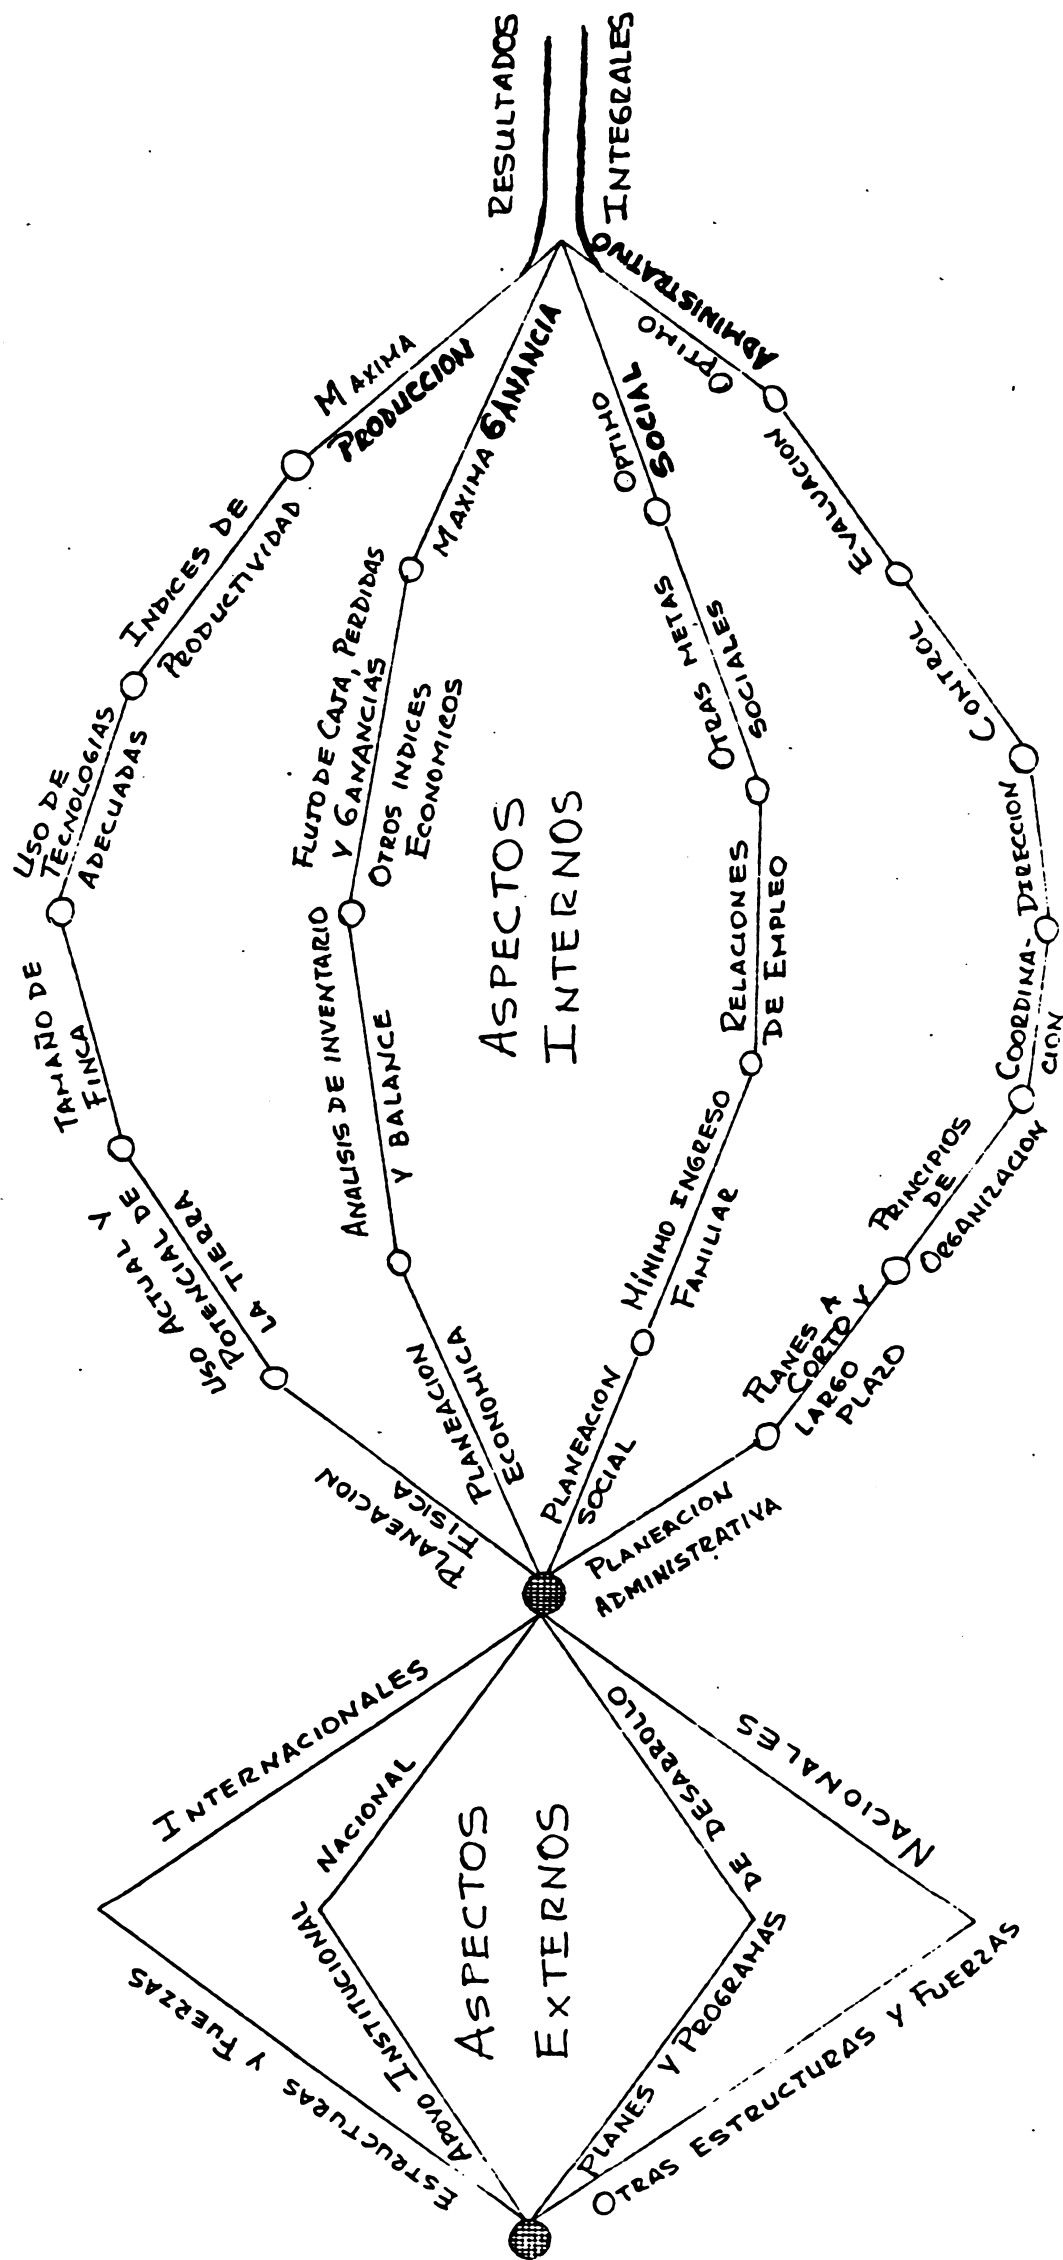 ESTRUCTURAS Y FUERZAS
INTERNACIONALES
APOYO INSTITUCIONAL
NACIONAL
ASPECTOS
EXTERNOS
PLANES Y PROGRAMAS
DE DESARROLLO
OTRAS ESTRUCTURAS Y FUERZAS
NACIONALES
PLANEACION
FISICA
USO ACTUAL Y
POTENCIAL DE
LA TIERRA
TAMAÑO DE
FINCA
USO DE
TECNOLOGIAS
ADECUADAS
INDICES DE
PRODUCTIVIDAD
MAXIMA
PRODUCCION
PLANEACION
ECONOMICA
ANALISIS DE INVENTARIO
Y BALANCE
FLUJO DE CAJA, PERDIDAS
Y GANANCIAS
OTROS INDICES
ECONOMICOS
MAXIMA GANANCIA
ASPECTOS
INTERNOS
PLANEACION
SOCIAL
MÍNIMO INGRESO
FAMILIAR
RELACIONES
DE EMPLEO
OTRAS METAS
SOCIALES
OPTIMO
SOCIAL
PLANEACION
ADMINISTRATIVA
PLANES A
CORTO Y
LARGO
PLAZO
PRINCIPIOS
DE
ORGANIZACION
COORDINA-
CION
DIRECCION
CONTROL
EVALUACION
OPTIMO
ADMINISTRATIVO
RESULTADOS
INTEGRALES